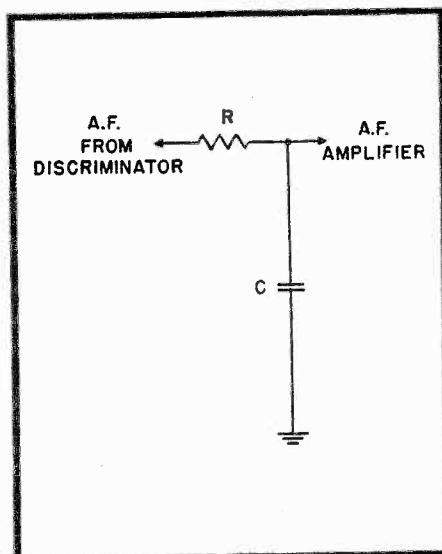 R
A.F.
FROM
DISCRIMINATOR
A.F.
AMPLIFIER
C